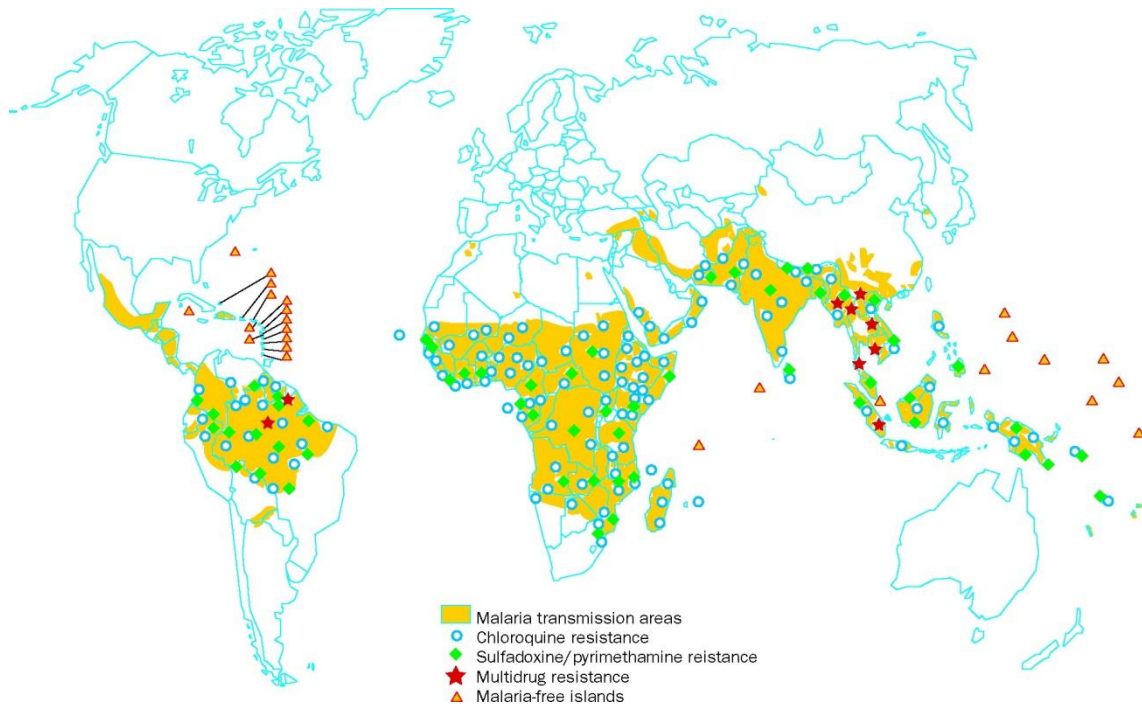 Malaria transmission areas
Chloroquine resistance
Sulfadoxine/pyrimethamine reistance
Multidrug resistance
Malaria-free islands